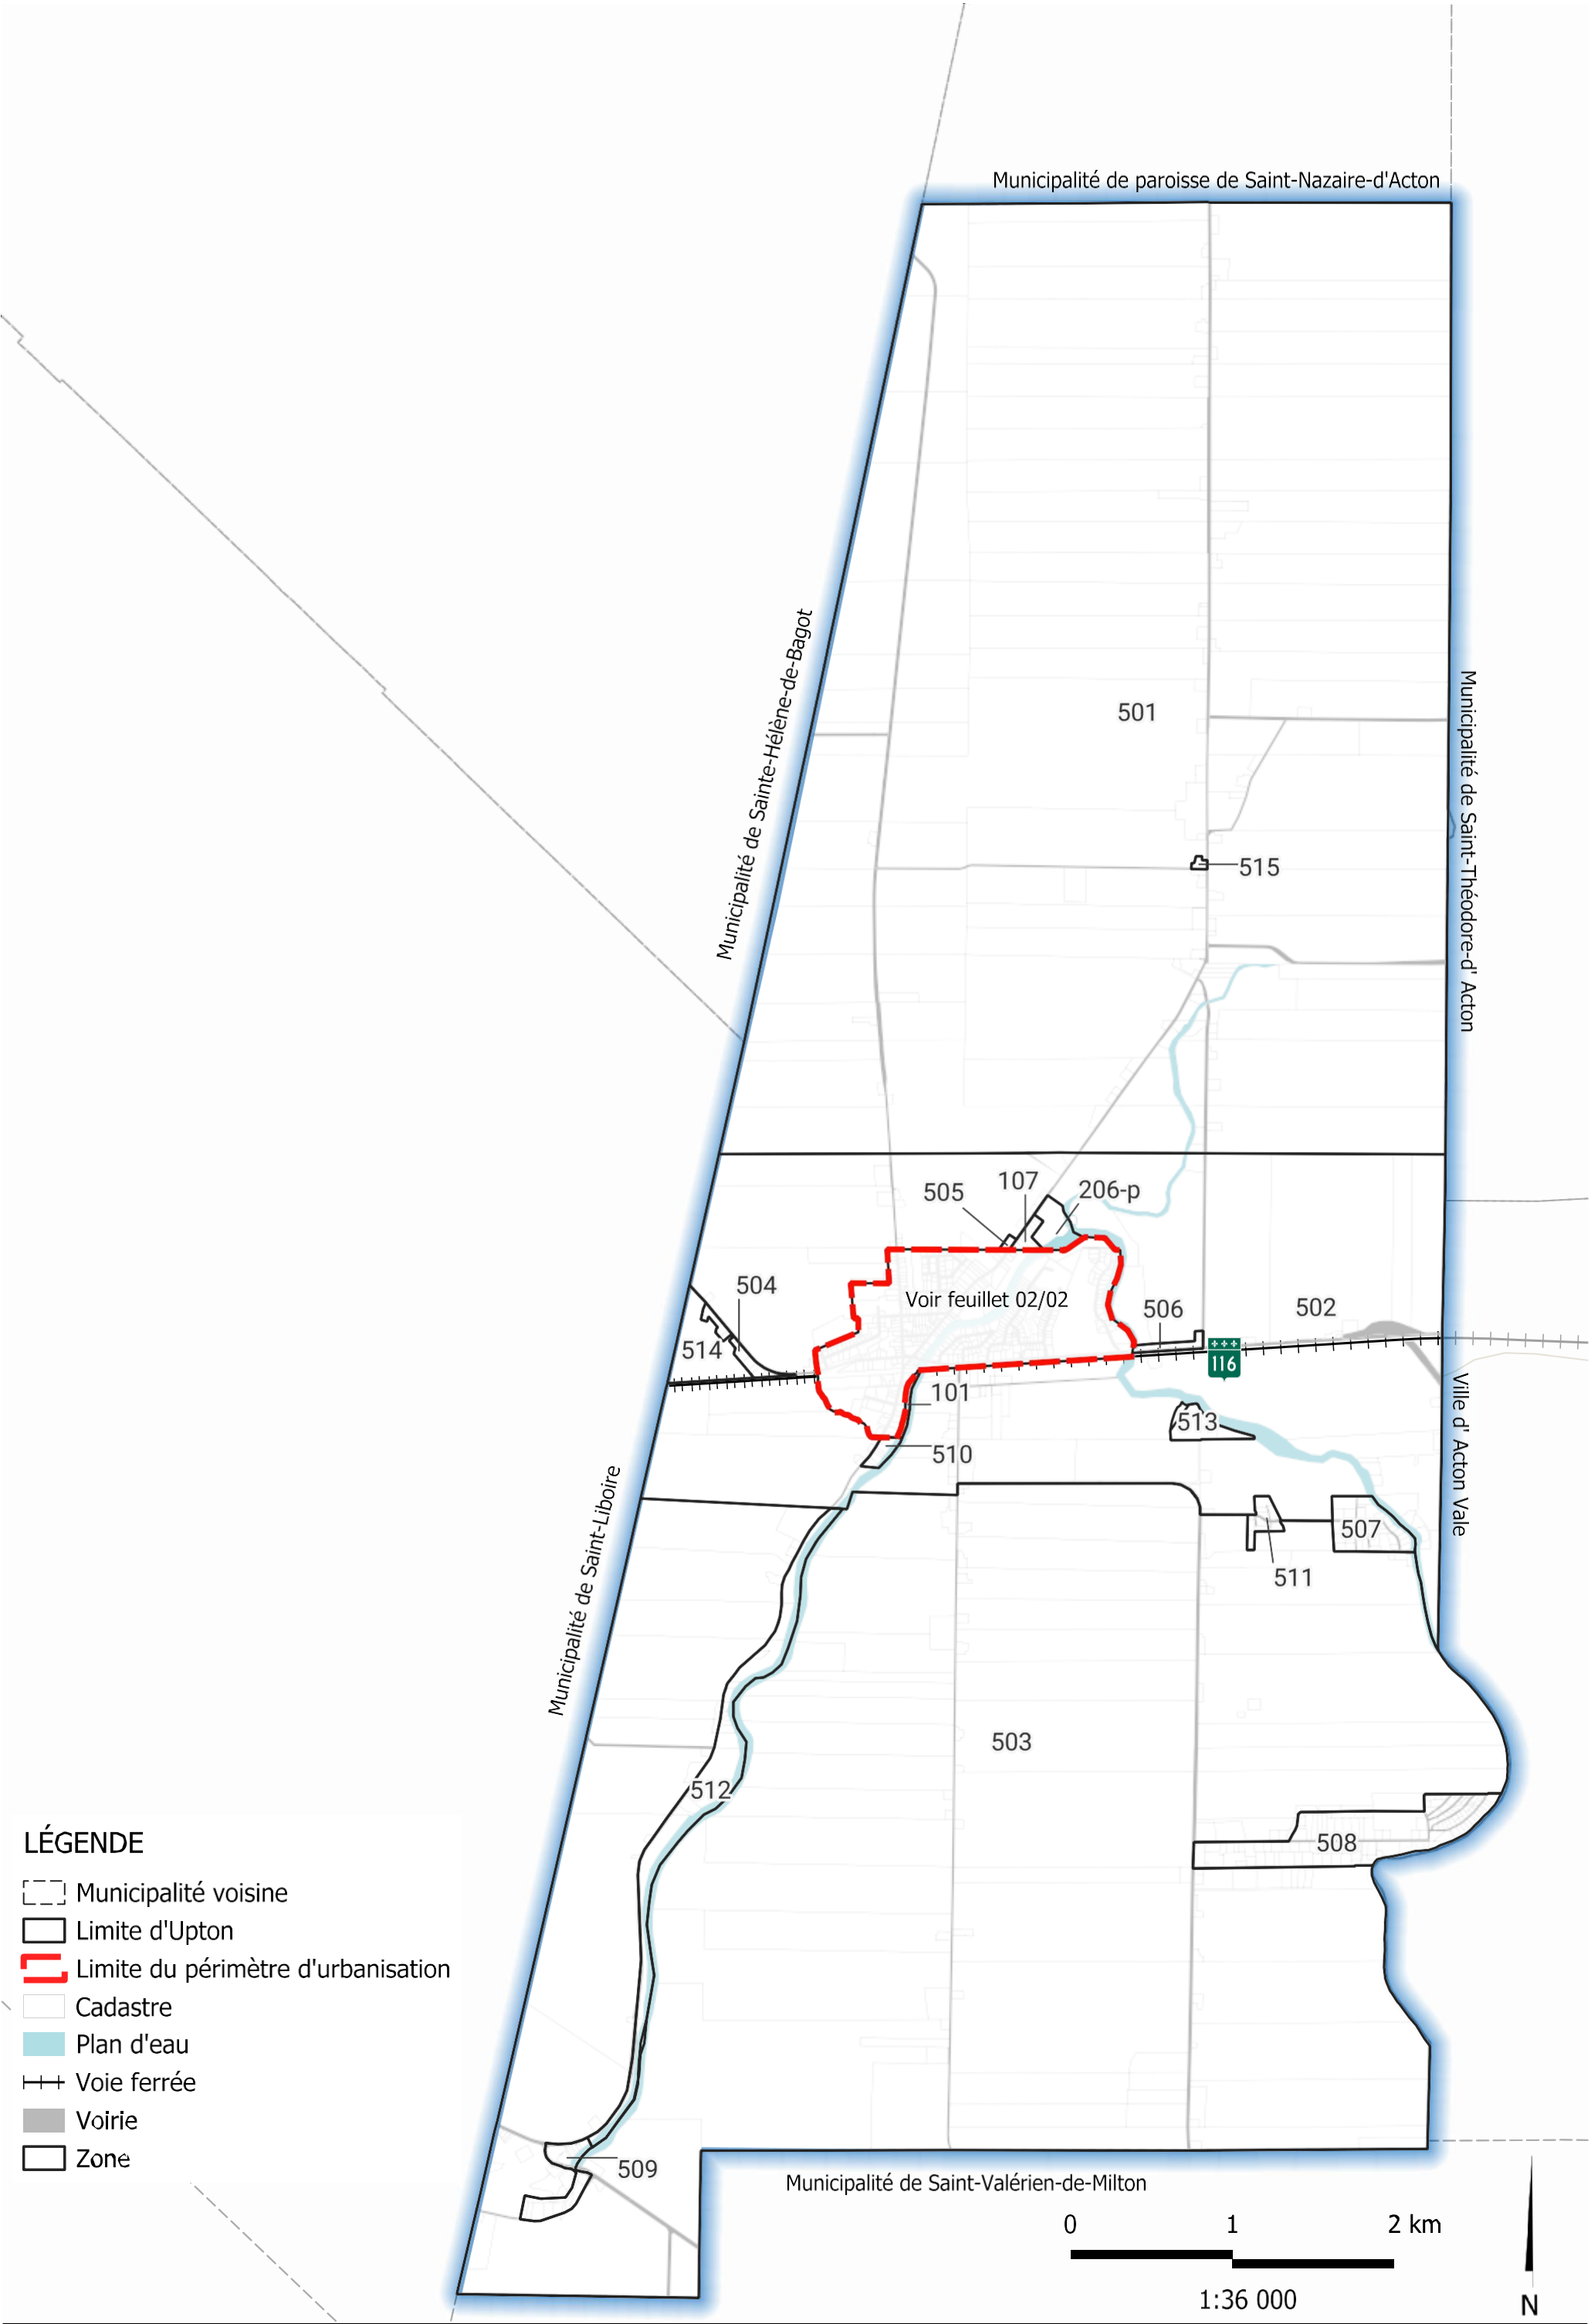 Municipalité de paroisse de Saint-Nazaire-d'Acton
Municipalité de Sainte-Hélène-de-Bagot
501
Municipalité de Saint-Théodore-d' Acton
515
505
107
206-p
504
Voir feuillet 02/02
506
502
514
116
101
513
Ville d' Acton Vale
510
Municipalité de Saint-Liboire
507
511
503
512
508
LÉGENDE
Municipalité voisine
Limite d'Upton
Limite du périmètre d'urbanisation
Cadastre
Plan d'eau
Voie ferrée
Voirie
Zone
509
Municipalité de Saint-Valérien-de-Milton
0 1 2 km
1:36 000
N